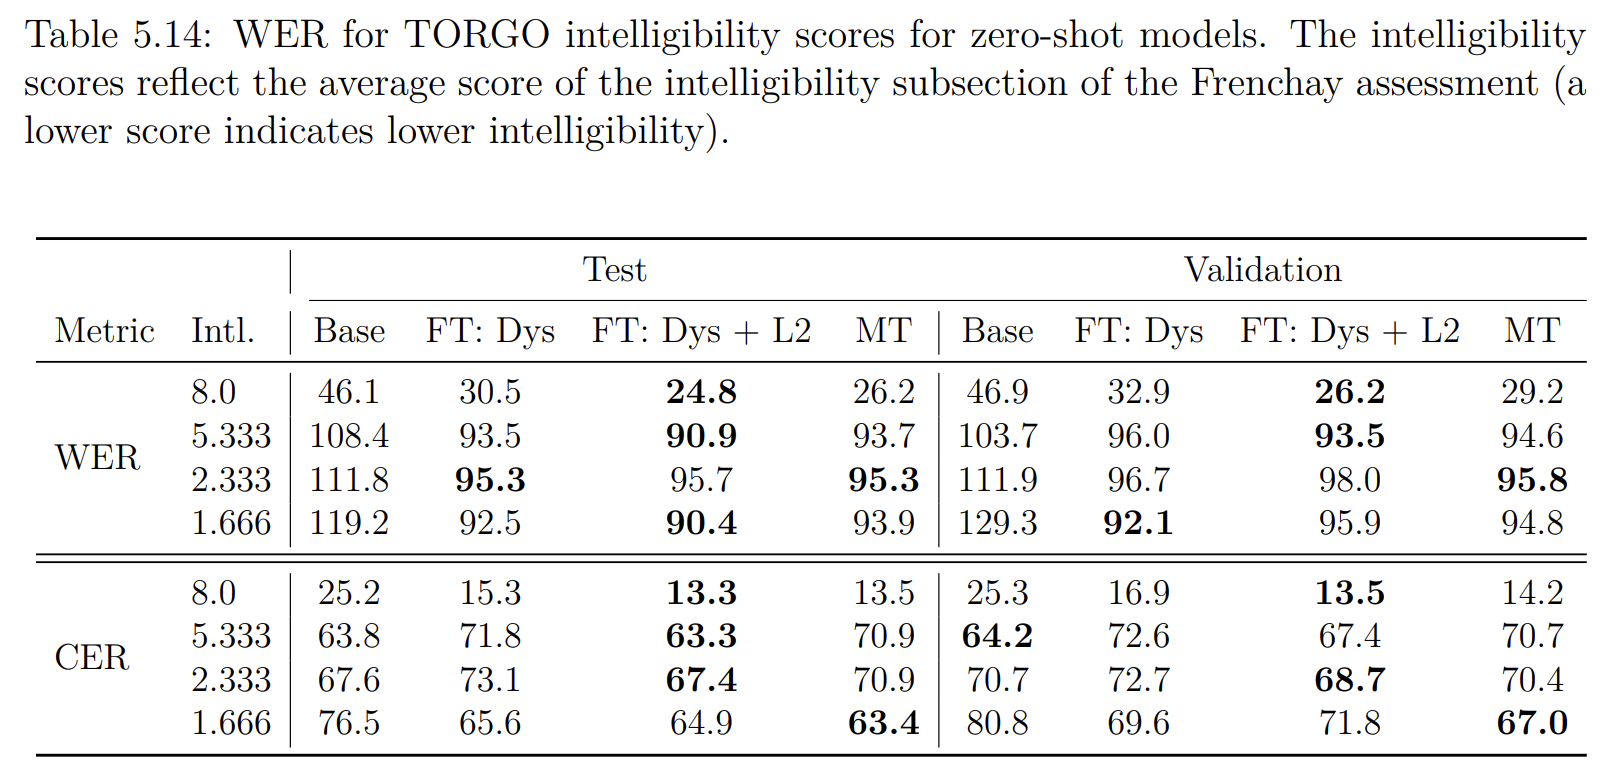 Table 5.14: WER for TORGO intelligibility scores for zero-shot models. The intelligibility
scores reflect the average score of the intelligibility subsection of the Frenchay assessment (a
lower score indicates lower intelligibility).
Test Validation
Metric Intl. Base FT: Dys FT: Dys + L2 MT Base FT: Dys FT: Dys + L2 MT
WER
8.0 46.1 30.5 24.8 26.2 46.9 32.9 26.2 29.2
5.333 108.4 93.5 90.9 93.7 103.7 96.0 93.5 94.6
2.333 111.8 95.3 95.7 95.3 111.9 96.7 98.0 95.8
1.666 119.2 92.5 90.4 93.9 129.3 92.1 95.9 94.8
CER
8.0 25.2 15.3 13.3 13.5 25.3 16.9 13.5 14.2
5.333 63.8 71.8 63.3 70.9 64.2 72.6 67.4 70.7
2.333 67.6 73.1 67.4 70.9 70.7 72.7 68.7 70.4
1.666 76.5 65.6 64.9 63.4 80.8 69.6 71.8 67.0